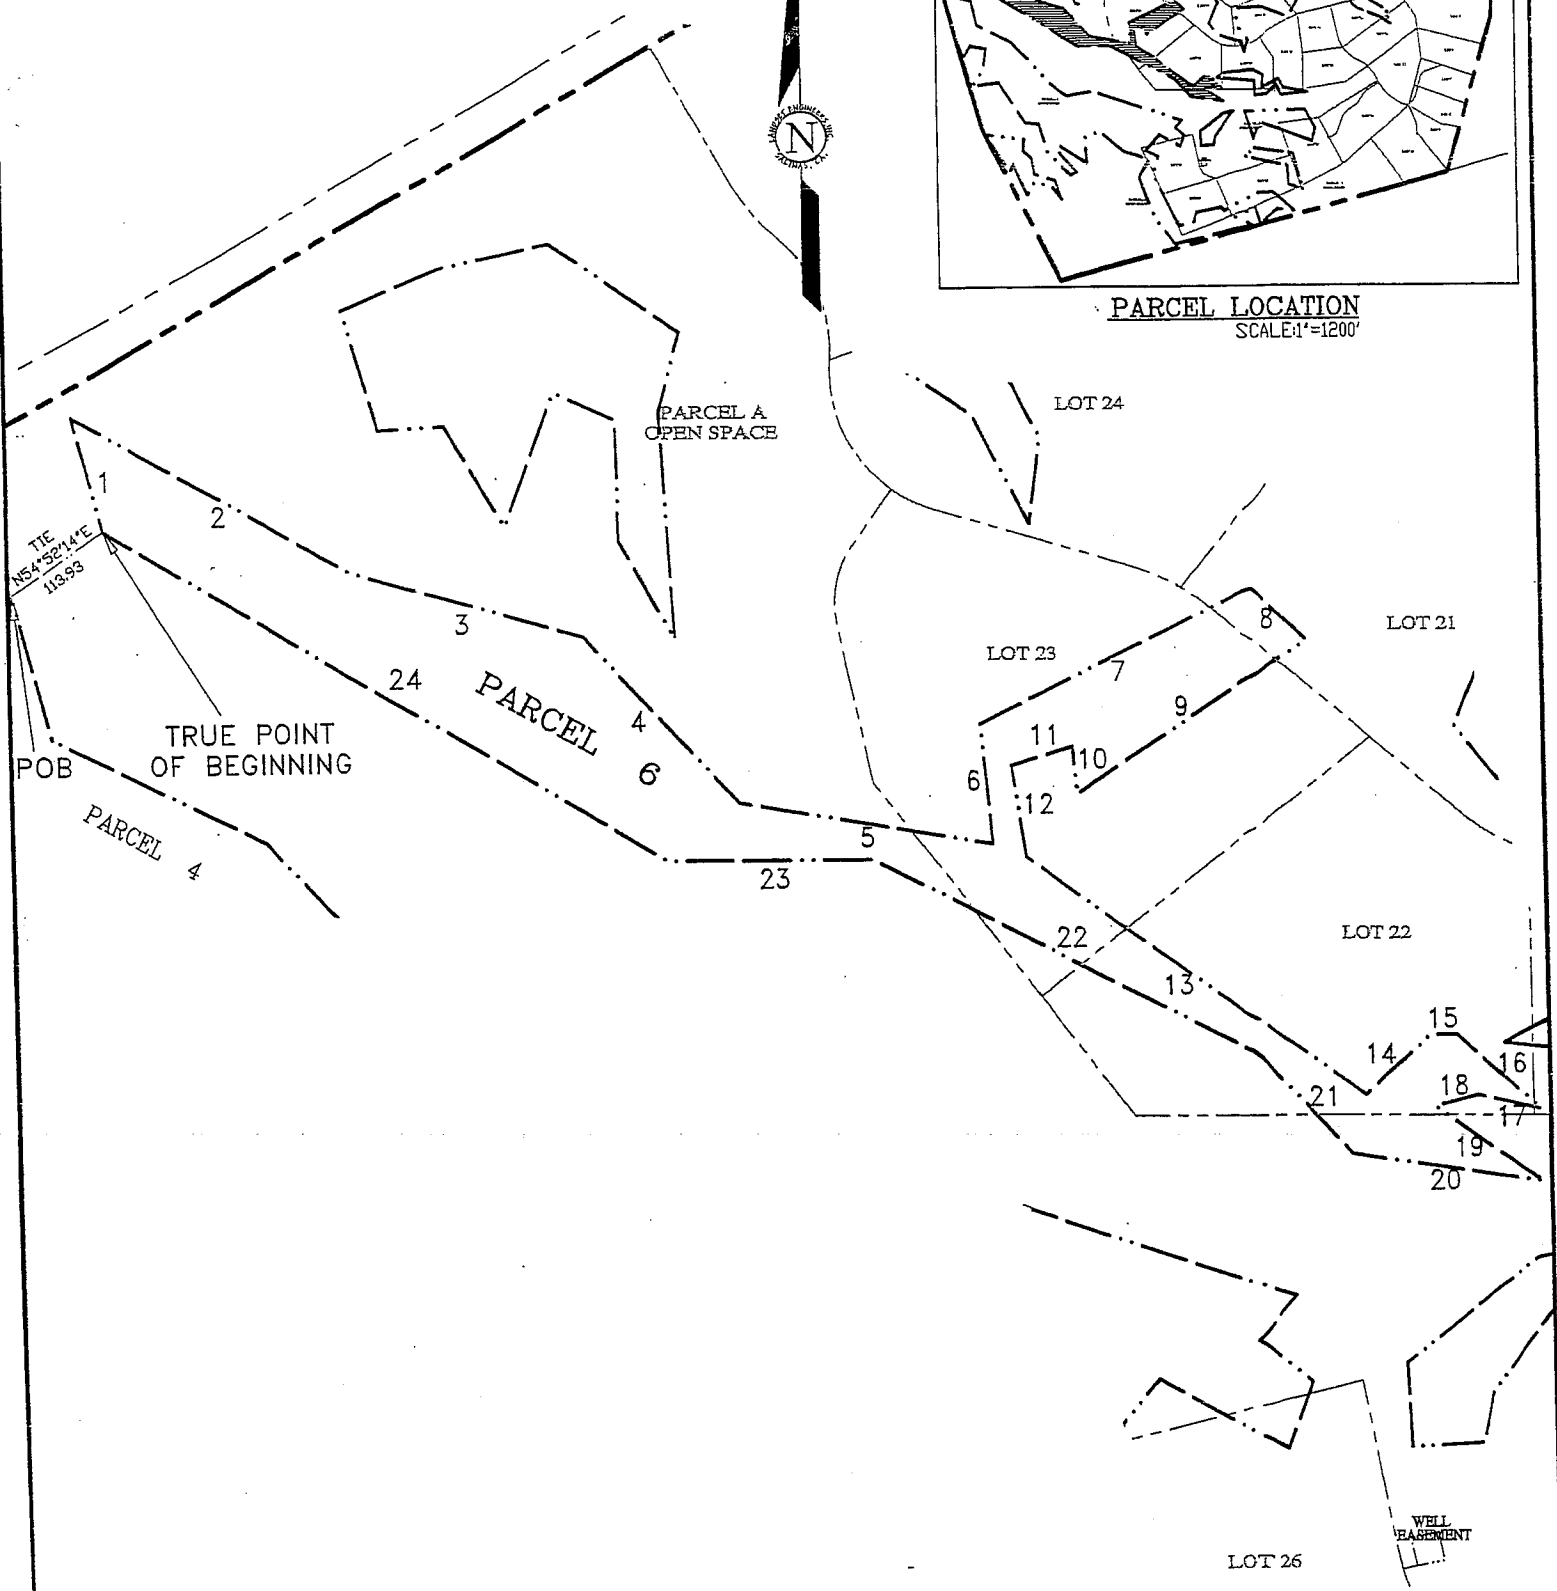 N
PARCEL LOCATION
SCALE:1"=1200'
LOT 24
PARCEL A
OPEN SPACE
1
2
TIE
N54°52'14"E
113.93
3
8
LOT 21
LOT 23
7
24
PARCEL 6
4
9
TRUE POINT
OF BEGINNING
11
10
POB
6
12
PARCEL 4
5
23
LOT 22
22
13
15
14
16
18
21
17
19
20
WELL
EASEMENT
LOT 26